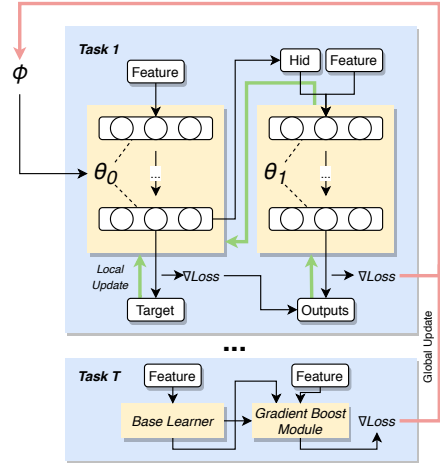 Task 1
Hid
Feature
Feature
ϕ
θ0
...
θ1
...
Local
Update
∇Loss
∇Loss
Target
Outputs
...
Global Update
Task T
Feature
Feature
Base Learner
Gradient Boost
Module
∇Loss